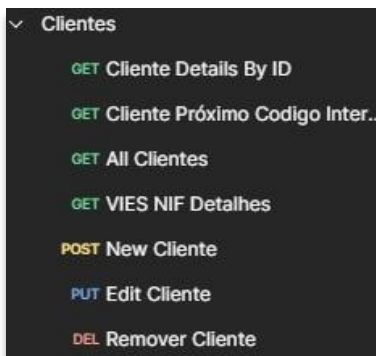 Clientes
GET Cliente Details By ID
GET Cliente Próximo Codigo Inter..
GET All Clientes
GET VIES NIF Detalhes
POST New Cliente
PUT Edit Cliente
DEL Remover Cliente